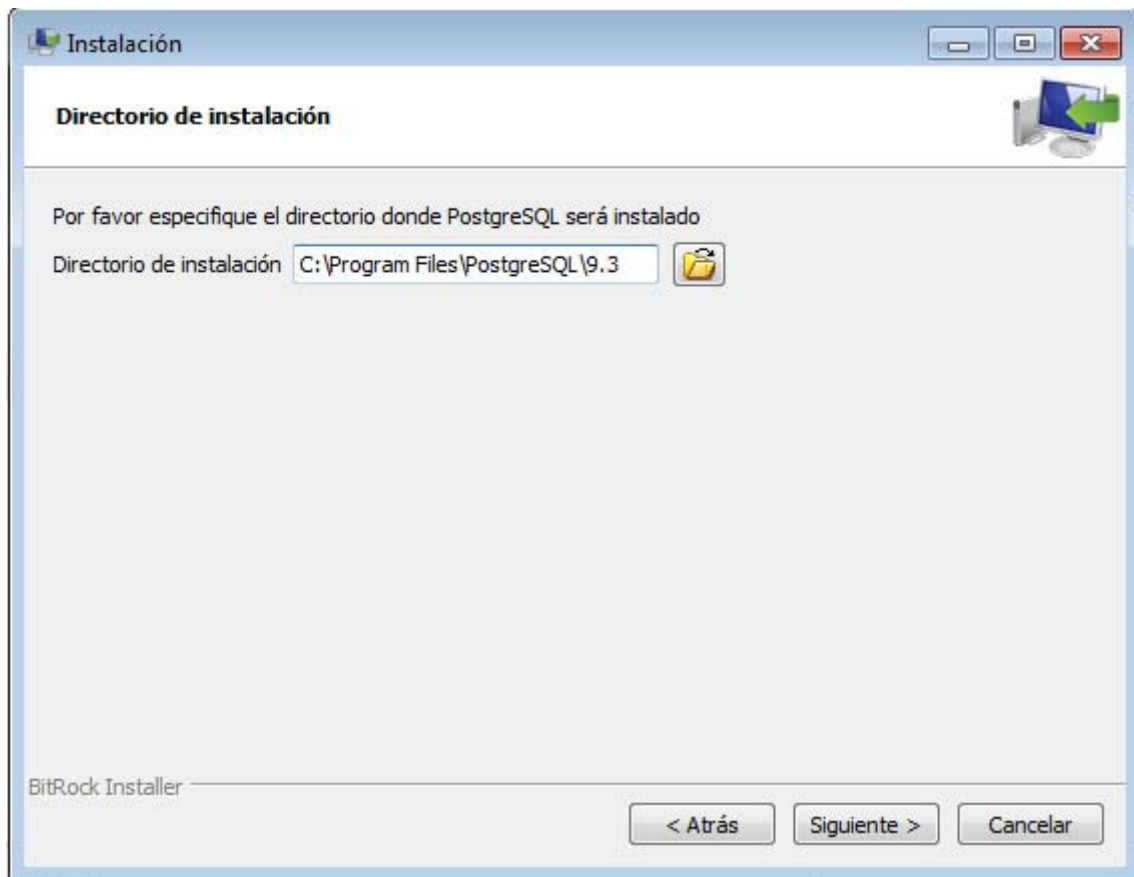 Instalación
Directorio de instalación
Por favor especifique el directorio donde PostgreSQL será instalado
Directorio de instalación C:\Program Files\PostgreSQL\9.3
BitRock Installer
< Atrás Siguiente > Cancelar